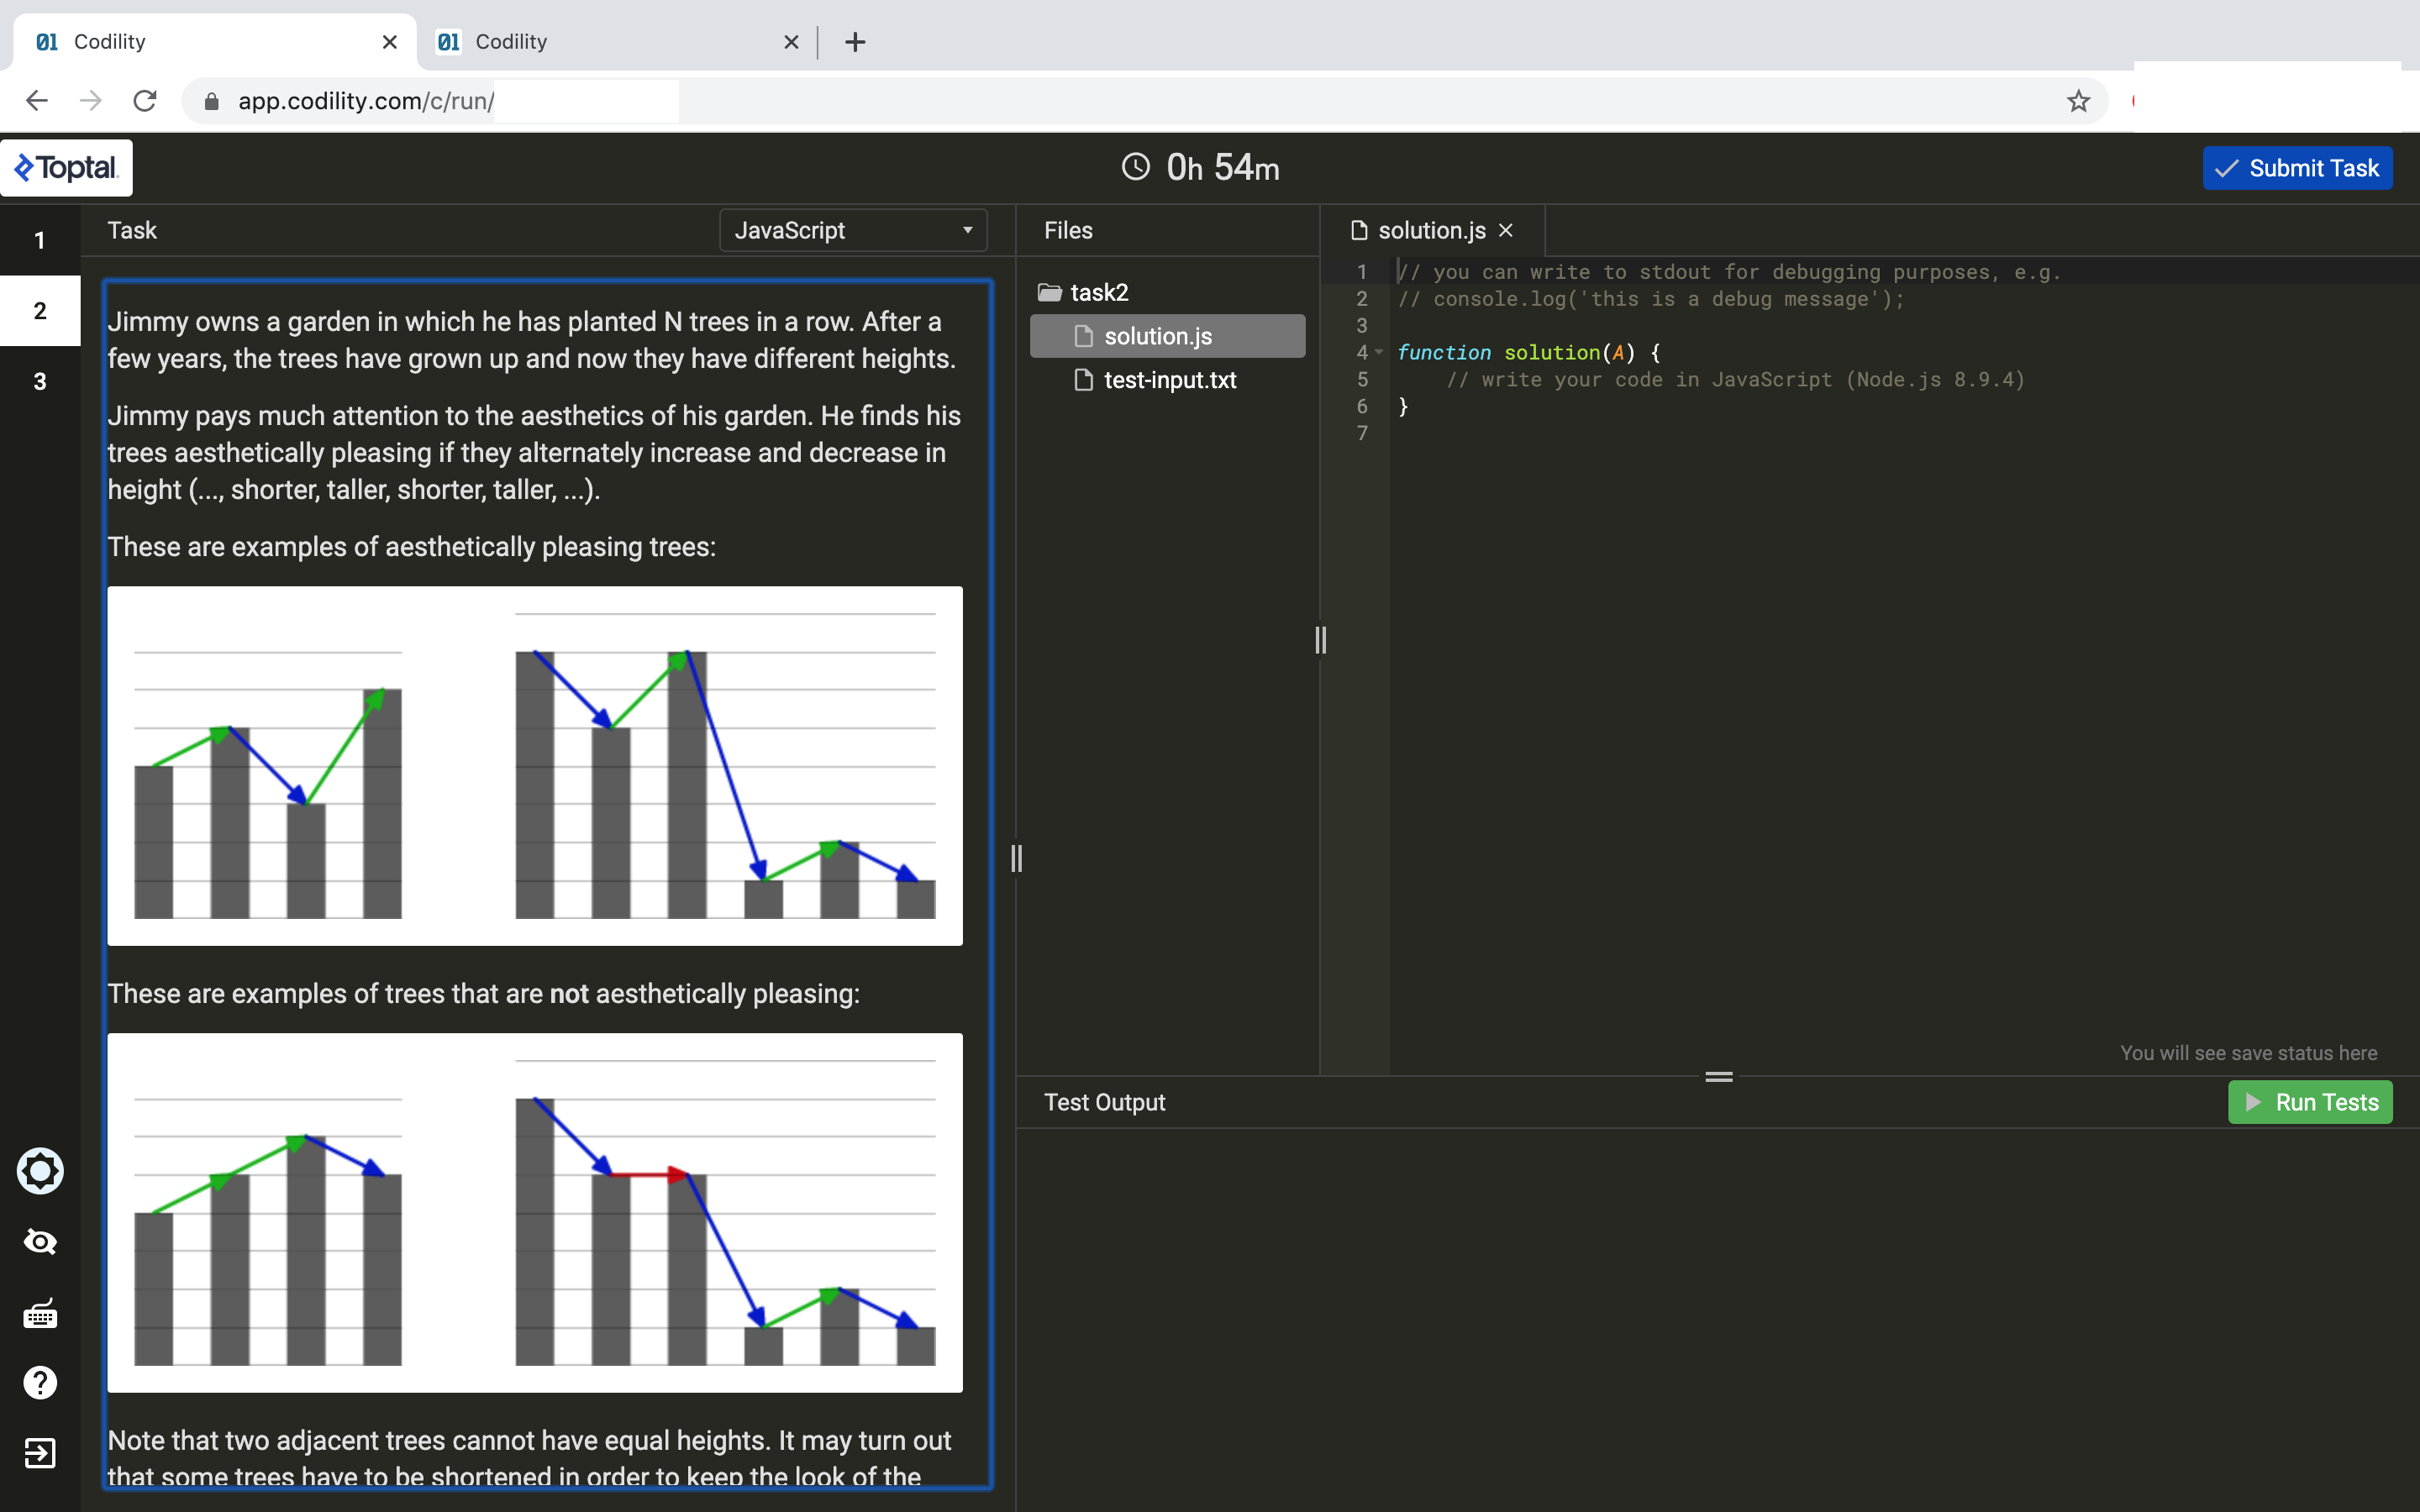 01 Codility
01 Codility
app.codility.com/c/run/
Toptal.
0h 54m
Submit Task
1
2
3
Task
JavaScript
Jimmy owns a garden in which he has planted N trees in a row. After a
few years, the trees have grown up and now they have different heights.
Jimmy pays much attention to the aesthetics of his garden. He finds his
trees aesthetically pleasing if they alternately increase and decrease in
height (..., shorter, taller, shorter, taller, ...).
These are examples of aesthetically pleasing trees:
These are examples of trees that are not aesthetically pleasing:
Note that two adjacent trees cannot have equal heights. It may turn out
that some trees have to be shortened in order to keep the look of the
Files
task2
solution.js
test-input.txt
solution.js
1 // you can write to stdout for debugging purposes, e.g.
2 // console.log('this is a debug message');
3
4 function solution(A) {
5 // write your code in JavaScript (Node.js 8.9.4)
6 }
7
You will see save status here
Test Output
Run Tests